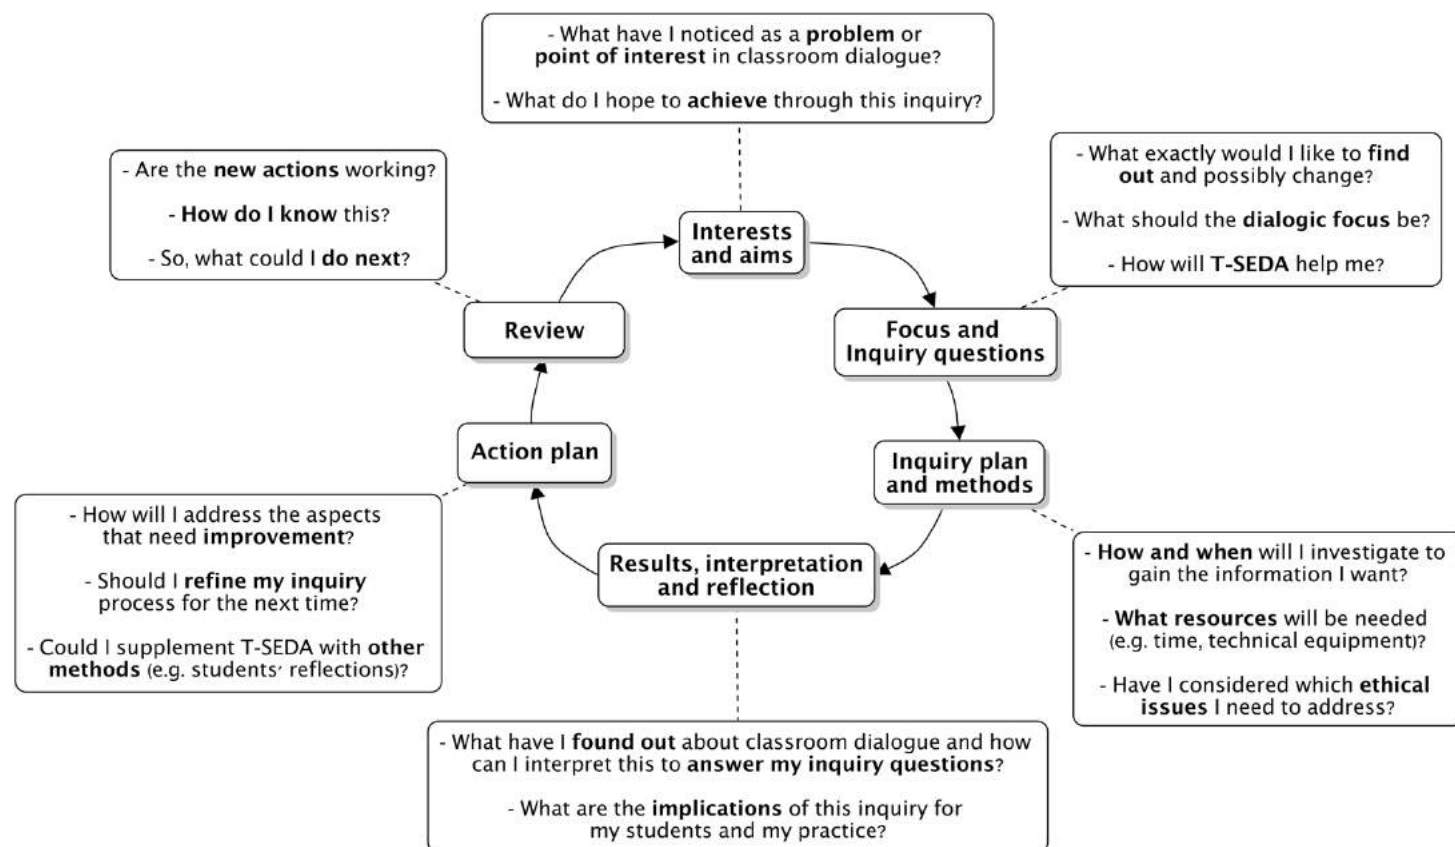 - What have I noticed as a problem or
point of interest in classroom dialogue?
- What do I hope to achieve through this inquiry?
- What exactly would I like to find
out and possibly change?
- What should the dialogic focus be?
- How will T-SEDA help me?
- Are the new actions working?
- How do I know this?
- So, what could I do next?
Interests
and aims
Focus and
Inquiry questions
Inquiry plan
and methods
Results, interpretation
and reflection
Action plan
Review
- How and when will I investigate to
gain the information I want?
- What resources will be needed
(e.g. time, technical equipment)?
- Have I considered which ethical
issues I need to address?
- What have I found out about classroom dialogue and how
can I interpret this to answer my inquiry questions?
- What are the implications of this inquiry for
my students and my practice?
- How will I address the aspects
that need improvement?
- Should I refine my inquiry
process for the next time?
- Could I supplement T-SEDA with other
methods (e.g. students' reflections)?